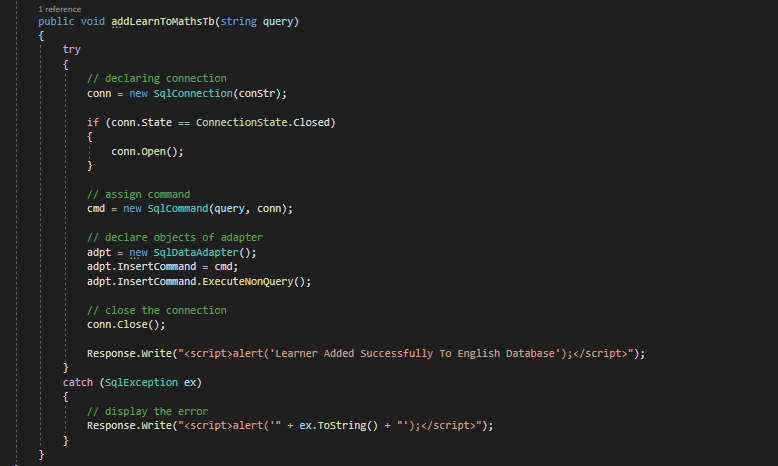 1 reference
public void addLearnToMathsTb(string query)
{
try
{
// declaring connection
conn = new SqlConnection(conStr);
if (conn.State == ConnectionState.Closed)
{
conn.Open();
}
// assign command
cmd = new SqlCommand(query, conn);
// declare objects of adapter
adpt = new SqlDataAdapter();
adpt.InsertCommand = cmd;
adpt.InsertCommand.ExecuteNonQuery();
// close the connection
conn.Close();
Response.Write("<script>alert('Learner Added Successfully To English Database');</script>");
}
catch (SqlException ex)
{
// display the error
Response.Write("<script>alert('" + ex.ToString() + "');</script>");
}
}